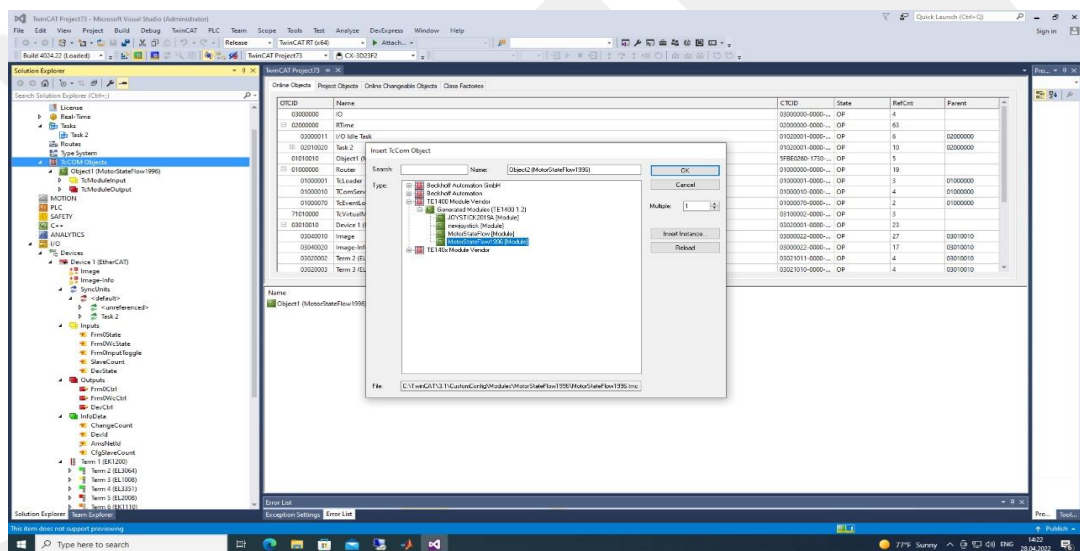 TwinCAT Project73 - Microsoft Visual Studio (Administrator)
Quick Launch (Ctrl+Q)
File Edit View Project Build Debug TwinCAT PLC Team Scope Tools Test Analyse DevExpress Window Help
Sign in
Release TwinCAT RT (x64) Attach...
Build 4024.22 (Loaded) TwinCAT Project73 CX-3D23F2
Solution Explorer
Search Solution Explorer (Ctrl+;)
License
Real-Time
Tasks
Task 2
Routes
Type System
TcCOM Objects
Object1 (MotorStateFlow1996)
TcModuleInput
TcModuleOutput
MOTION
PLC
SAFETY
C++
ANALYTICS
I/O
Devices
Device 1 (EtherCAT)
Image
Image-Info
SyncUnits
<default>
<unreferenced>
Task 2
Inputs
Frm0State
Frm0WcState
Frm0InputToggle
SlaveCount
DevState
Outputs
Frm0Ctrl
Frm0WcCtrl
DevCtrl
InfoData
ChangeCount
DevId
AmsNetId
CfgSlaveCount
Term 1 (EK1200)
Term 2 (EL3064)
Term 3 (EL1008)
Term 4 (EL3351)
Term 5 (EL2008)
Term 6 (EK1110)
Solution Explorer Team Explorer
TwinCAT Project73
Online Objects Project Objects Online Changeable Objects Class Factories
OTCID Name CTCID State RefCnt Parent
03000000 IO 03000000-0000-... OP 4
02000000 RTime 02000000-0000-... OP 63
03000011 I/O Idle Task 01020001-0000-... OP 6 02000000
02010020 Task 2 01020001-0000-... OP 10 02000000
01010010 Object1 (M 5FBE0260-1730-... OP 5
01000000 Router 01000000-0000-... OP 19
01000001 TcLoader 01000001-0000-... OP 3 01000000
01000010 TComServ 01000010-0000-... OP 4 01000000
01000070 TcEventLo 01000070-0000-... OP 2 01000000
71010000 TcVirtualN 03100002-0000-... OP 3
03010010 Device 1 ( 03020001-0000-... OP 23
03040010 Image 03000022-0000-... OP 27 03010010
03040020 Image-Inf 03000022-0000-... OP 17 03010010
03020002 Term 2 (EL 03021011-0000-... OP 4 03010010
03020003 Term 3 (EL 03021010-0000-... OP 4 03010010
Name
Object1 (MotorStateFlow1996
Insert TcCom Object
Search: Name: Object2 (MotorStateFlow1996) OK
Type:
Beckhoff Automation GmbH
Cancel
Beckhoff Automation
TE1400 Module Vendor
Generated Modules (TE1400 1.2)
Multiple: 1
JOYSTICK2019A [Module]
newjoystick [Module]
MotorStateFlow [Module]
Insert Instance...
MotorStateFlow1996 [Module]
Reload
TE140x Module Vendor
File: C:\TwinCAT\3.1\CustomConfig\Modules\MotorStateFlow1996\MotorStateFlow1996.tmc
Error List
Exception Settings Error List
Pro...
Pro... Tool...
This item does not support previewing
Publish
Type here to search
77°F Sunny ENG
14:22
28.04.2022